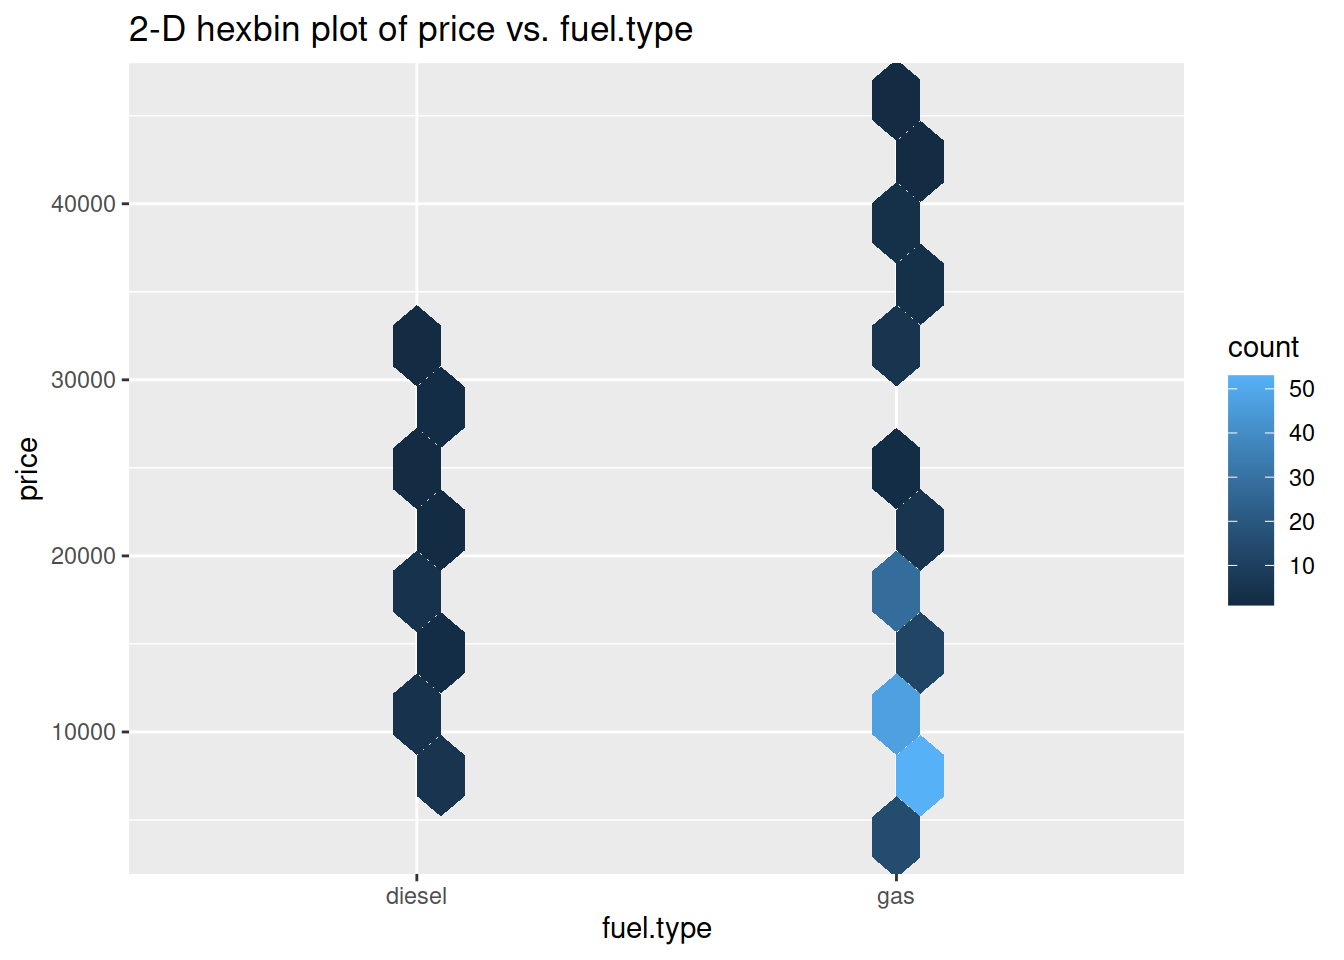 2-D hexbin plot of price vs. fuel.type
40000
30000
20000
10000
price
diesel
gas
fuel.type
count
50
40
30
20
10